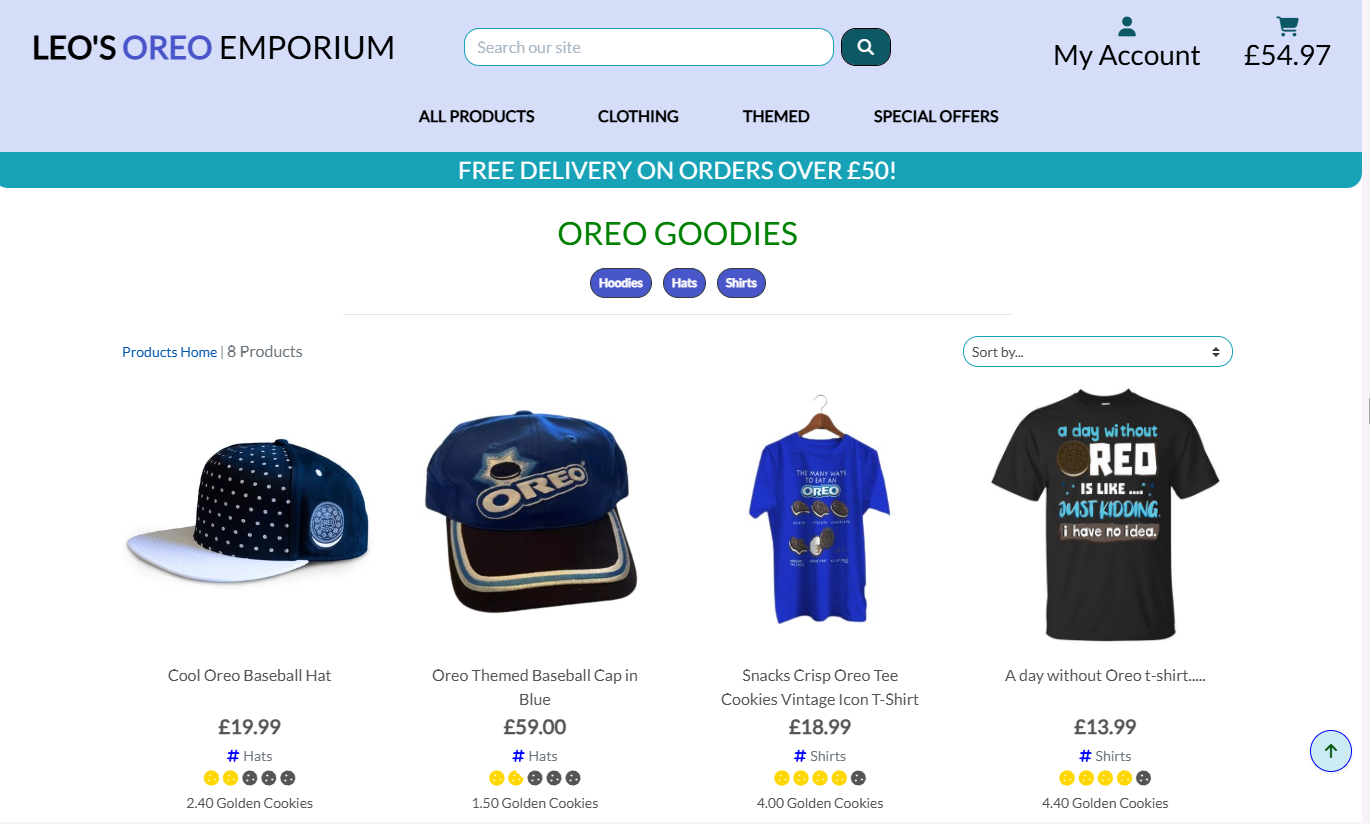 LEO'S OREO EMPORIUM
Search our site
My Account
£54.97
ALL PRODUCTS
CLOTHING
THEMED
SPECIAL OFFERS
FREE DELIVERY ON ORDERS OVER £50!
OREO GOODIES
Hoodies
Hats
Shirts
Products Home | 8 Products
Sort by...
OREO
OREO
THE MANY WAYS
TO EAT AN
OREO
a day without
OREO
IS LIKE ....
JUST KIDDING.
i have no idea.
Cool Oreo Baseball Hat
£19.99
# Hats
2.40 Golden Cookies
Oreo Themed Baseball Cap in
Blue
£59.00
# Hats
1.50 Golden Cookies
Snacks Crisp Oreo Tee
Cookies Vintage Icon T-Shirt
£18.99
# Shirts
4.00 Golden Cookies
A day without Oreo t-shirt.....
£13.99
# Shirts
4.40 Golden Cookies